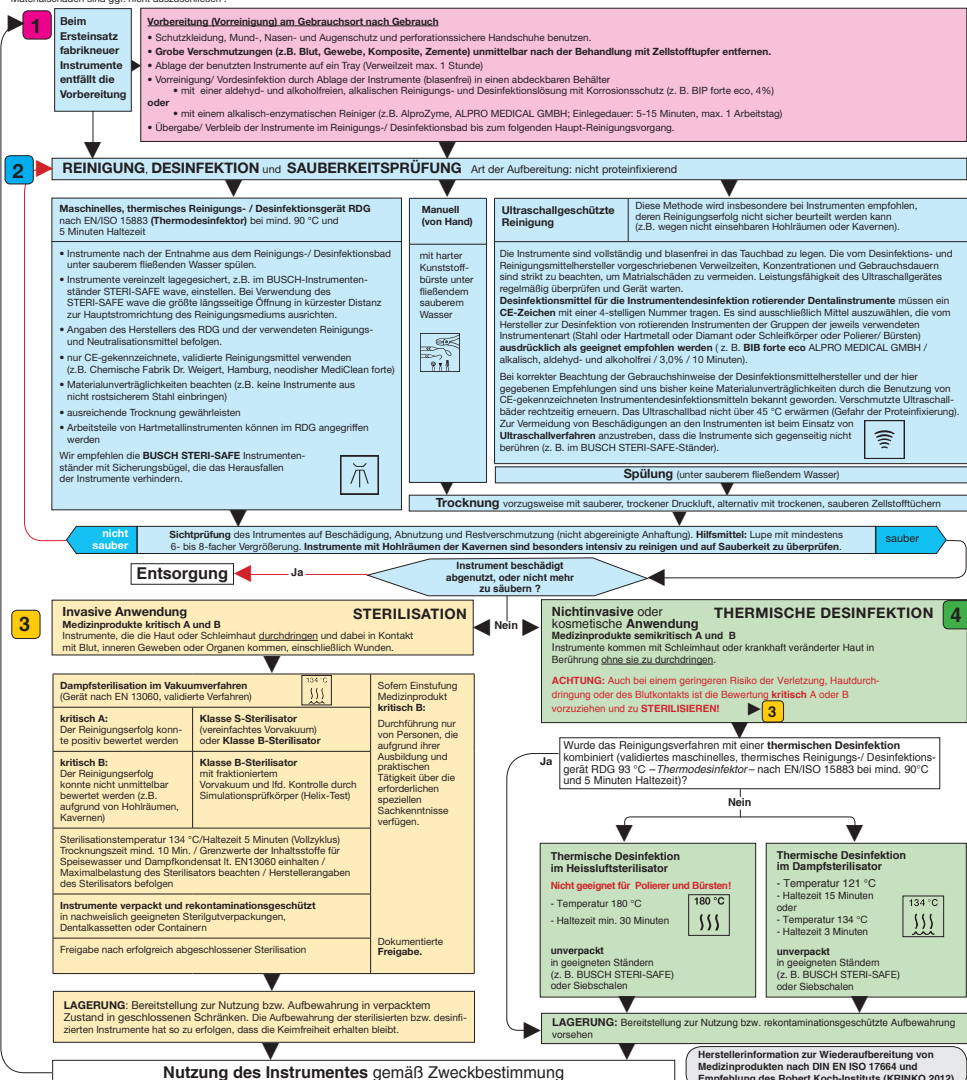 Materialschäden sind ggf. nicht auszuschließen .
1
Beim
Ersteinsatz
fabrikneuer
Instrumente
entfällt die
Vorbereitung
Vorbereitung (Vorreinigung) am Gebrauchsort nach Gebrauch
• Schutzkleidung, Mund-, Nasen- und Augenschutz und perforationssichere Handschuhe benutzen.
• Grobe Verschmutzungen (z.B. Blut, Gewebe, Komposite, Zemente) unmittelbar nach der Behandlung mit Zellstofftupfer entfernen.
• Ablage der benutzten Instrumente auf ein Tray (Verweilzeit max. 1 Stunde)
• Vorreinigung/ Vordesinfektion durch Ablage der Instrumente (blasenfrei) in einen abdeckbaren Behälter
• mit einer aldehyd- und alkoholfreien, alkalischen Reinigungs- und Desinfektionslösung mit Korrosionsschutz (z. B. BIP forte eco, 4%)
oder
• mit einem alkalisch-enzymatischen Reiniger (z.B. AlproZyme, ALPRO MEDICAL GMBH; Einlegedauer: 5-15 Minuten, max. 1 Arbeitstag)
• Übergabe/ Verbleib der Instrumente im Reinigungs-/ Desinfektionsbad bis zum folgenden Haupt-Reinigungsvorgang.
2
REINIGUNG, DESINFEKTION und SAUBERKEITSPRÜFUNG Art der Aufbereitung: nicht proteinfixierend
Maschinelles, thermisches Reinigungs- / Desinfektionsgerät RDG
nach EN/ISO 15883 (Thermodesinfektor) bei mind. 90 °C und
5 Minuten Haltezeit
• Instrumente nach der Entnahme aus dem Reinigungs-/ Desinfektionsbad
unter sauberem fließenden Wasser spülen.
• Instrumente vereinzelt lagesichert, z.B. im BUSCH-Instrumenten-
ständer STERI-SAFE wave, einstellen. Bei Verwendung des
STERI-SAFE wave die größte längsseitige Öffnung in kürzester Distanz
zur Hauptstromrichtung des Reinigungsmediums ausrichten.
• Angaben des Herstellers des RDG und der verwendeten Reinigungs-
und Neutralisationsmittel befolgen.
• nur CE-gekennzeichnete, validierte Reinigungsmittel verwenden
(z.B. Chemische Fabrik Dr. Weigert, Hamburg, neodisher MediClean forte)
• Materialunverträglichkeiten beachten (z.B. keine Instrumente aus
nicht rostsicherem Stahl einbringen)
• ausreichende Trocknung gewährleisten
• Arbeitsteile von Hartmetallinstrumenten können im RDG angegriffen
werden
Wir empfehlen die BUSCH STERI-SAFE Instrumenten-
ständer mit Sicherungsbügel, die das Herausfallen
der Instrumente verhindern.
Manuell
(von Hand)
mit harter
Kunststoff-
bürste unter
fließendem
sauberem
Wasser
Ultraschallgeschützte
Reinigung
Diese Methode wird insbesondere bei Instrumenten empfohlen,
deren Reinigungserfolg nicht sicher beurteilt werden kann
(z.B. wegen nicht einsehbaren Hohlräumen oder Kavernen).
Die Instrumente sind vollständig und blasenfrei in das Tauchbad zu legen. Die vom Desinfektions- und
Reinigungsmittelhersteller vorgeschriebenen Verweilzeiten, Konzentrationen und Gebrauchsdauern
sind strikt zu beachten, um Matrialschäden zu vermeiden. Leistungsfähigkeit des Ultraschallgerätes
regelmäßig überprüfen und Gerät warten.
Desinfektionsmittel für die Instrumentendesinfektion rotierender Dentalinstrumente müssen ein
CE-Zeichen mit einer 4-stelligen Nummer tragen. Es sind ausschließlich Mittel auszuwählen, die vom
Hersteller zur Desinfektion von rotierenden Instrumenten der Gruppen der jeweils verwendeten
Instrumentenart (Stahl oder Hartmetall oder Diamant oder Schleifkörper oder Polierer/ Bürsten)
ausdrücklich als geeignet empfohlen werden ( z. B. BIB forte eco ALPRO MEDICAL GMBH /
alkalisch, aldehyd- und alkoholfrei / 3,0% / 10 Minuten).
Bei korrekter Beachtung der Gebrauchshinweise der Desinfektionsmittelhersteller und der hier
gegebenen Empfehlungen sind uns bisher keine Materialunverträglichkeiten durch die Benutzung von
CE-gekennzeichneten Instrumentendesinfektionsmitteln bekannt geworden. Verschmutzte Ultraschall-
bäder rechtzeitig erneuern. Das Ultraschallbad nicht über 45 °C erwärmen (Gefahr der Proteinfixierung).
Zur Vermeidung von Beschädigungen an den Instrumenten ist beim Einsatz von
Ultraschallverfahren anzustreben, dass die Instrumente sich gegenseitig nicht
berühren (z. B. im BUSCH STERI-SAFE-Ständer).
Spülung (unter sauberem fließendem Wasser)
Trocknung vorzugsweise mit sauberer, trockener Druckluft, alternativ mit trockenen, sauberen Zellstofftüchern
nicht
sauber
Sichtprüfung des Instrumentes auf Beschädigung, Abnutzung und Restverschmutzung (nicht abgereinigte Anhaftung). Hilfsmittel: Lupe mit mindestens
6- bis 8-facher Vergrößerung. Instrumente mit Hohlräumen der Kavernen sind besonders intensiv zu reinigen und auf Sauberkeit zu überprüfen.
sauber
Entsorgung
Ja
Instrument beschädigt
abgenutzt, oder nicht mehr
zu säubern ?
Nein
3
Invasive Anwendung
STERILISATION
Medizinprodukte kritisch A und B
Instrumente, die die Haut oder Schleimhaut durchdringen und dabei in Kontakt
mit Blut, inneren Geweben oder Organen kommen, einschließlich Wunden.
Dampfsterilisation im Vakuumverfahren
(Gerät nach EN 13060, validierte Verfahren)
134 °C
kritisch A:
Der Reinigungserfolg konn-
te positiv bewertet werden
Klasse S-Sterilisator
(vereinfachtes Vorvakuum)
oder Klasse B-Sterilisator
kritisch B:
Der Reinigungserfolg
konnte nicht unmittelbar
bewertet werden (z.B.
aufgrund von Hohlräumen,
Kavernen)
Klasse B-Sterilisator
mit fraktioniertem
Vorvakuum und lfd. Kontrolle durch
Simulationsprüfkörper (Helix-Test)
Sterilisationstemperatur 134 °C/Haltezeit 5 Minuten (Vollzyklus)
Trocknungszeit mind. 10 Min. / Grenzwerte der Inhaltsstoffe für
Speisewasser und Dampfkondensat lt. EN13060 einhalten /
Maximalbelastung des Sterilisators beachten / Herstellerangaben
des Sterilisators befolgen
Instrumente verpackt und rekontaminationsgeschützt
in nachweislich geeigneten Sterilgutverpackungen,
Dentalkassetten oder Containern
Freigabe nach erfolgreich abgeschlossener Sterilisation
Sofern Einstufung
Medizinprodukt
kritisch B:
Durchführung nur
von Personen, die
aufgrund ihrer
Ausbildung und
praktischen
Tätigkeit über die
erforderlichen
speziellen
Sachkenntnisse
verfügen.
Dokumentierte
Freigabe.
LAGERUNG: Bereitstellung zur Nutzung bzw. Aufbewahrung in verpacktem
Zustand in geschlossenen Schränken. Die Aufbewahrung der sterilisierten bzw. desinfi-
zierten Instrumente hat so zu erfolgen, dass die Keimfreiheit erhalten bleibt.
4
Nichtinvasive oder
kosmetische Anwendung
THERMISCHE DESINFEKTION
Medizinprodukte semikritisch A und B
Instrumente kommen mit Schleimhaut oder krankhaft veränderter Haut in
Berührung ohne sie zu durchdringen.
ACHTUNG: Auch bei einem geringeren Risiko der Verletzung, Hautdurch-
dringung oder des Blutkontakts ist die Bewertung kritisch A oder B
vorzuziehen und zu STERILISIEREN!
3
Ja
Wurde das Reinigungsverfahren mit einer thermischen Desinfektion
kombiniert (validiertes maschinelles, thermisches Reinigungs-/ Desinfektions-
gerät RDG 93 °C –Thermodesinfektor– nach EN/ISO 15883 bei mind. 90°C
und 5 Minuten Haltezeit)?
Nein
Thermische Desinfektion
im Heissluftsterilisator
Nicht geeignet für Polierer und Bürsten!
- Temperatur 180 °C
- Haltezeit min. 30 Minuten
180 °C
unverpackt
in geeigneten Ständern
(z. B. BUSCH STERI-SAFE)
oder Siebschalen
Thermische Desinfektion
im Dampfsterilisator
- Temperatur 121 °C
- Haltezeit 15 Minuten
oder
- Temperatur 134 °C
- Haltezeit 3 Minuten
134 °C
unverpackt
in geeigneten Ständern
(z. B. BUSCH STERI-SAFE)
oder Siebschalen
LAGERUNG: Bereitstellung zur Nutzung bzw. rekontaminationsgeschützte Aufbewahrung
vorsehen
Nutzung des Instrumentes gemäß Zweckbestimmung
Herstellerinformation zur Wiederaufbereitung von
Medizinprodukten nach DIN EN ISO 17664 und
Empfehlung des Robert Koch-Instituts (KRINKO 2012)